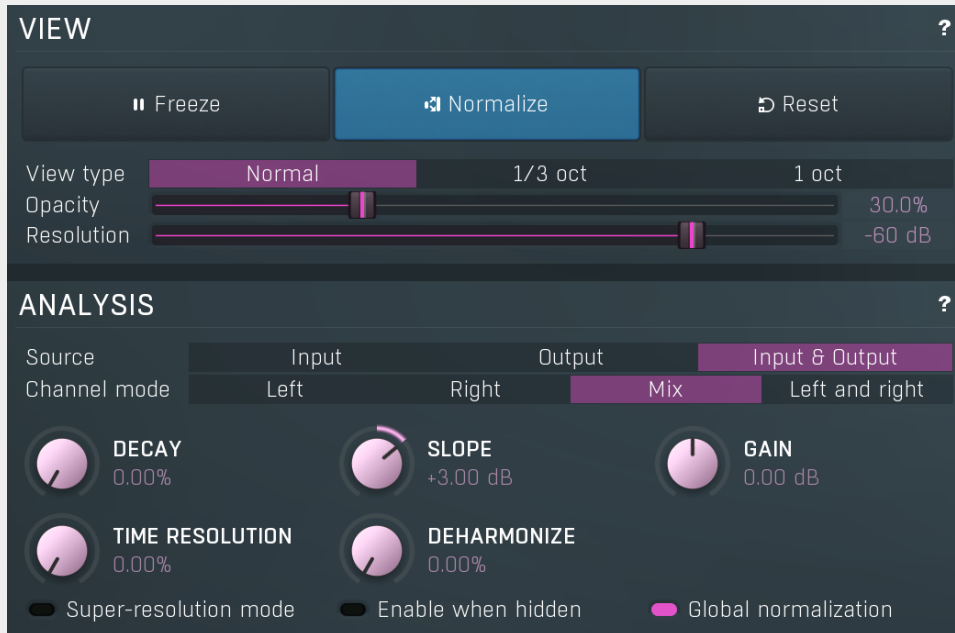 VIEW ?
Freeze Normalize Reset
View type Normal 1/3 oct 1 oct
Opacity 30.0%
Resolution -60 dB
ANALYSIS ?
Source Input Output Input & Output
Channel mode Left Right Mix Left and right
DECAY SLOPE GAIN
0.00% +3.00 dB 0.00 dB
TIME RESOLUTION DEHARMONIZE
0.00% 0.00%
Super-resolution mode Enable when hidden Global normalization